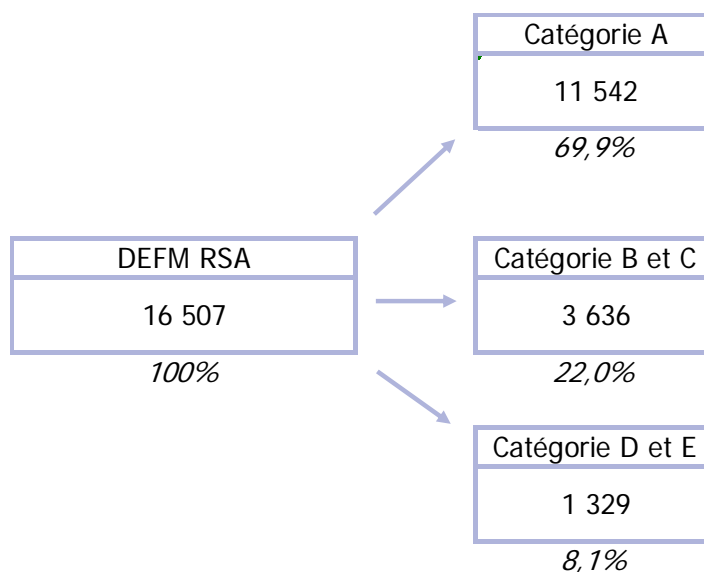 Catégorie A
11 542
69,9%
DEFM RSA
16 507
100%
Catégorie B et C
3 636
22,0%
Catégorie D et E
1 329
8,1%